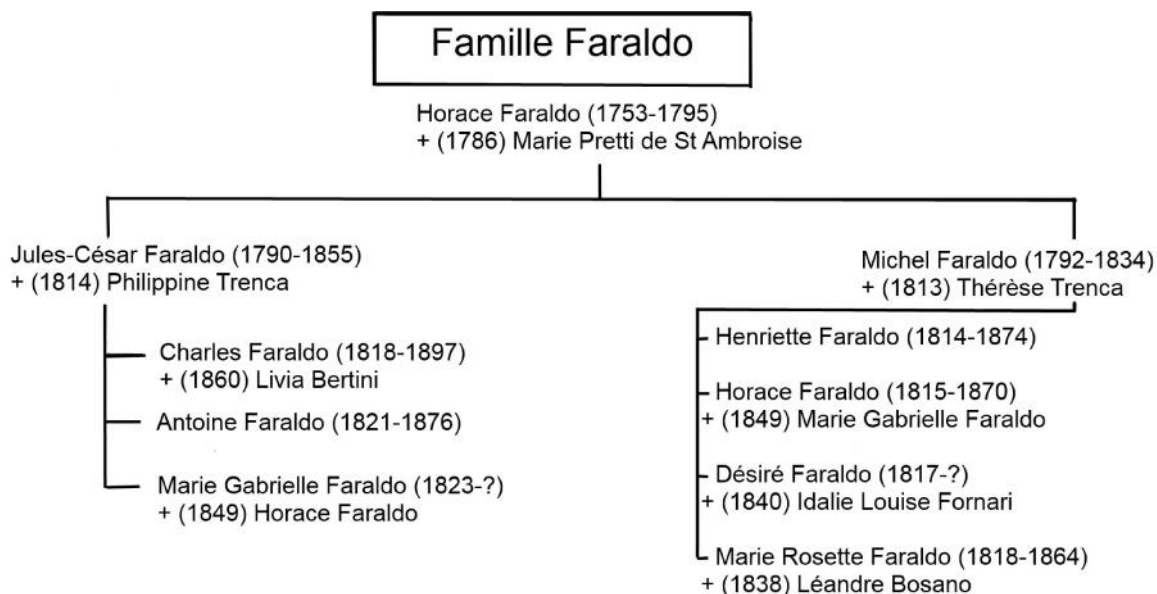 Famille Faraldo
Horace Faraldo (1753-1795)
+ (1786) Marie Pretti de St Ambroise
Jules-César Faraldo (1790-1855)
+ (1814) Philippine Trenca
Charles Faraldo (1818-1897)
+ (1860) Livia Bertini
Antoine Faraldo (1821-1876)
Marie Gabrielle Faraldo (1823-?)
+ (1849) Horace Faraldo
Michel Faraldo (1792-1834)
+ (1813) Thérèse Trenca
Henriette Faraldo (1814-1874)
Horace Faraldo (1815-1870)
+ (1849) Marie Gabrielle Faraldo
Désiré Faraldo (1817-?)
+ (1840) Idalie Louise Fornari
Marie Rosette Faraldo (1818-1864)
+ (1838) Léandre Bosano